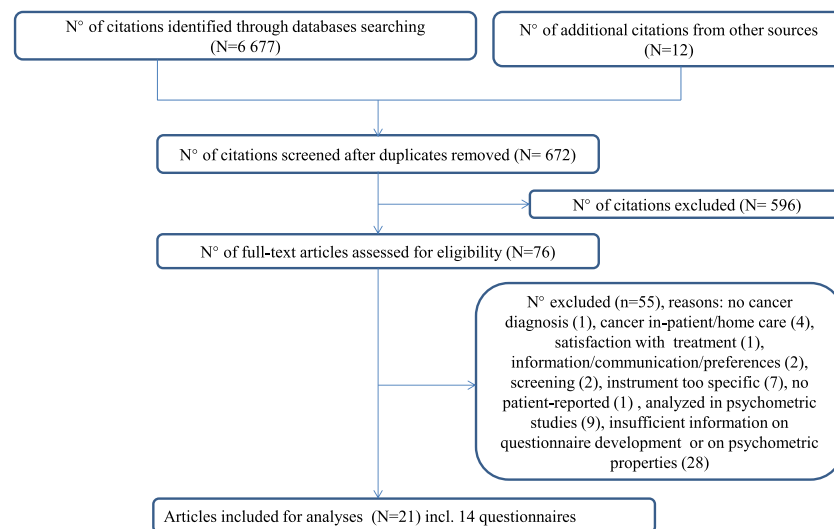 N° of citations identified through databases searching
(N=6 677)
N° of additional citations from other sources
(N=12)
N° of citations screened after duplicates removed (N= 672)
N° of citations excluded (N= 596)
N° of full-text articles assessed for eligibility (N=76)
N° excluded (n=55), reasons: no cancer
diagnosis (1), cancer in-patient/home care (4),
satisfaction with treatment (1),
information/communication/preferences (2),
screening (2), instrument too specific (7), no
patient-reported (1) , analyzed in psychometric
studies (9), insufficient information on
questionnaire development or on psychometric
properties (28)
Articles included for analyses (N=21) incl. 14 questionnaires